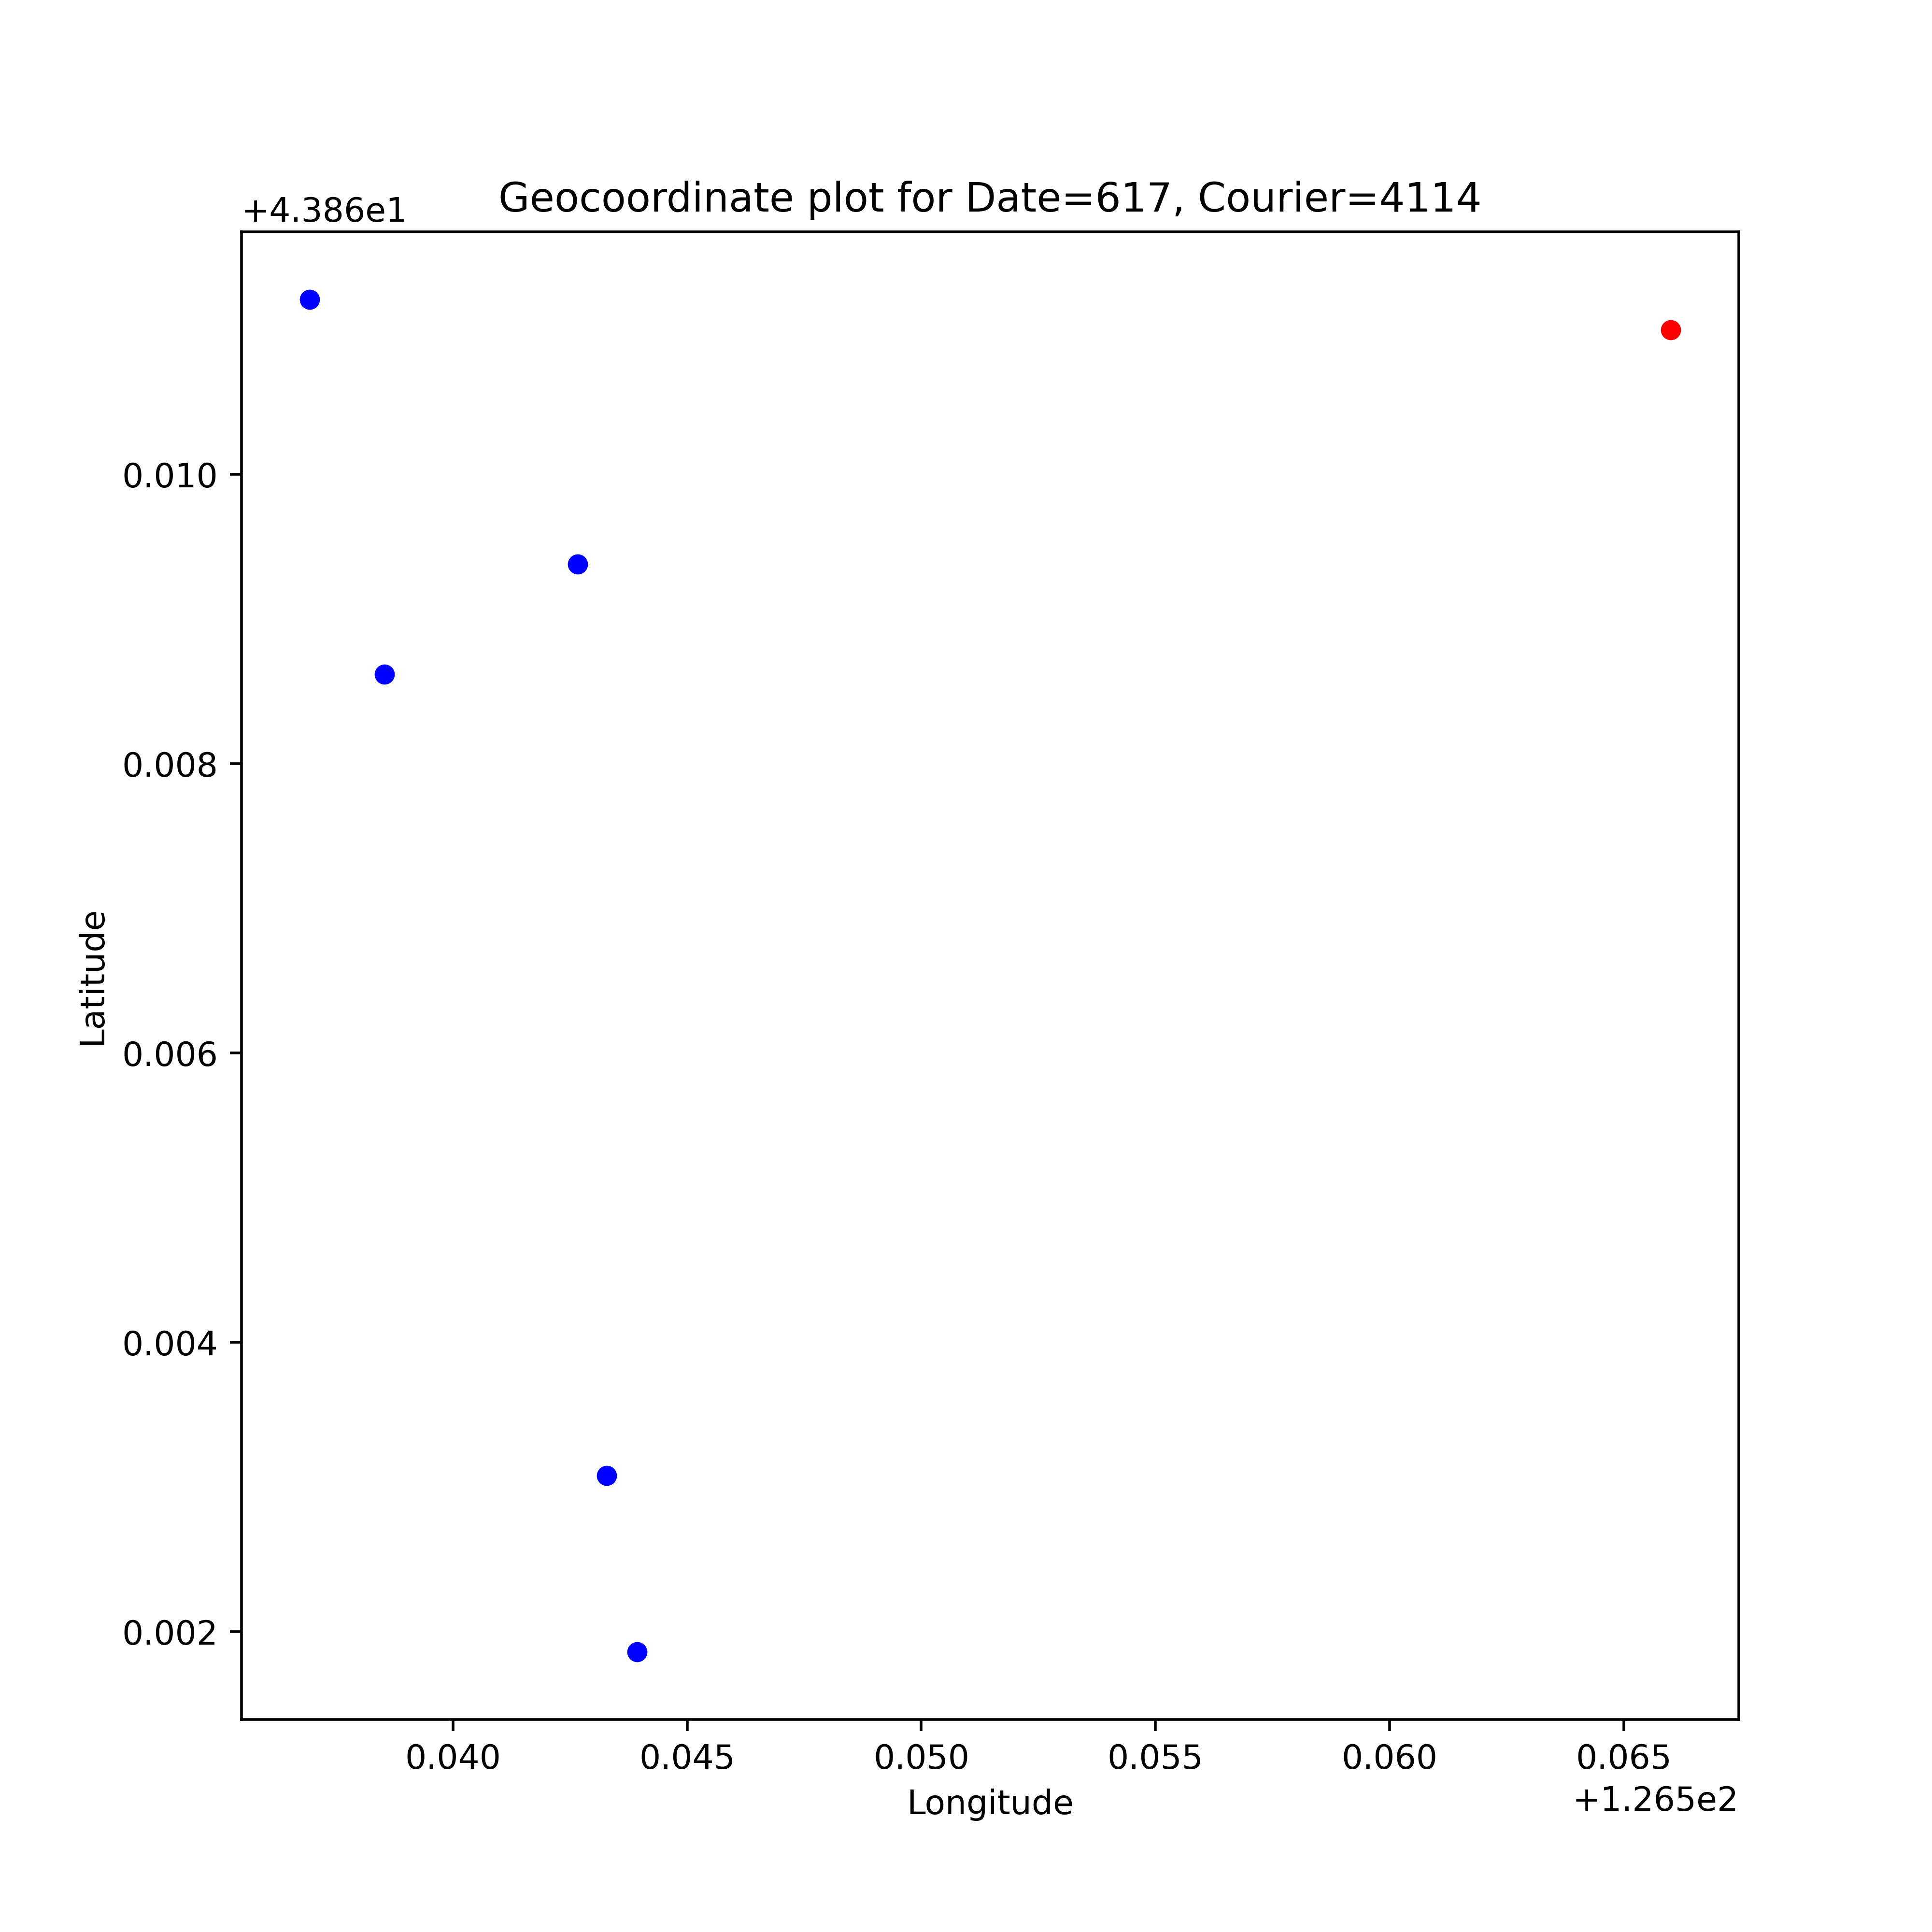 Geocoordinate plot for Date=617, Courier=4114
+4.386e1
0.010
0.008
0.006
0.004
0.002
Latitude
0.040 0.045 0.050 0.055 0.060 0.065
+1.265e2
Longitude